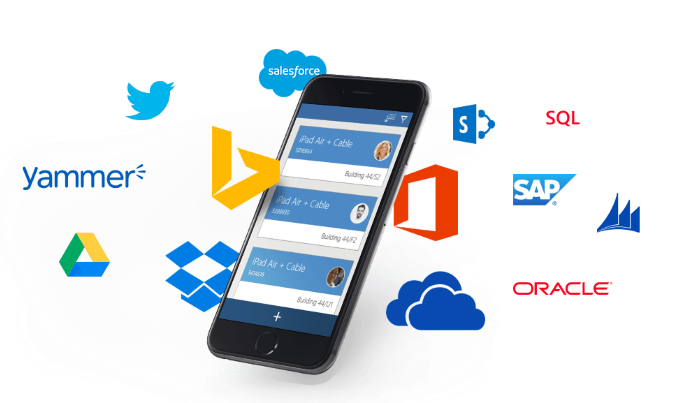 salesforce
yammer
S
SQL
SAP
ORACLE
iPad Air + Cable
Building 44/S2
iPad Air + Cable
Building 44/F2
iPad Air + Cable
Building 44/U1
+